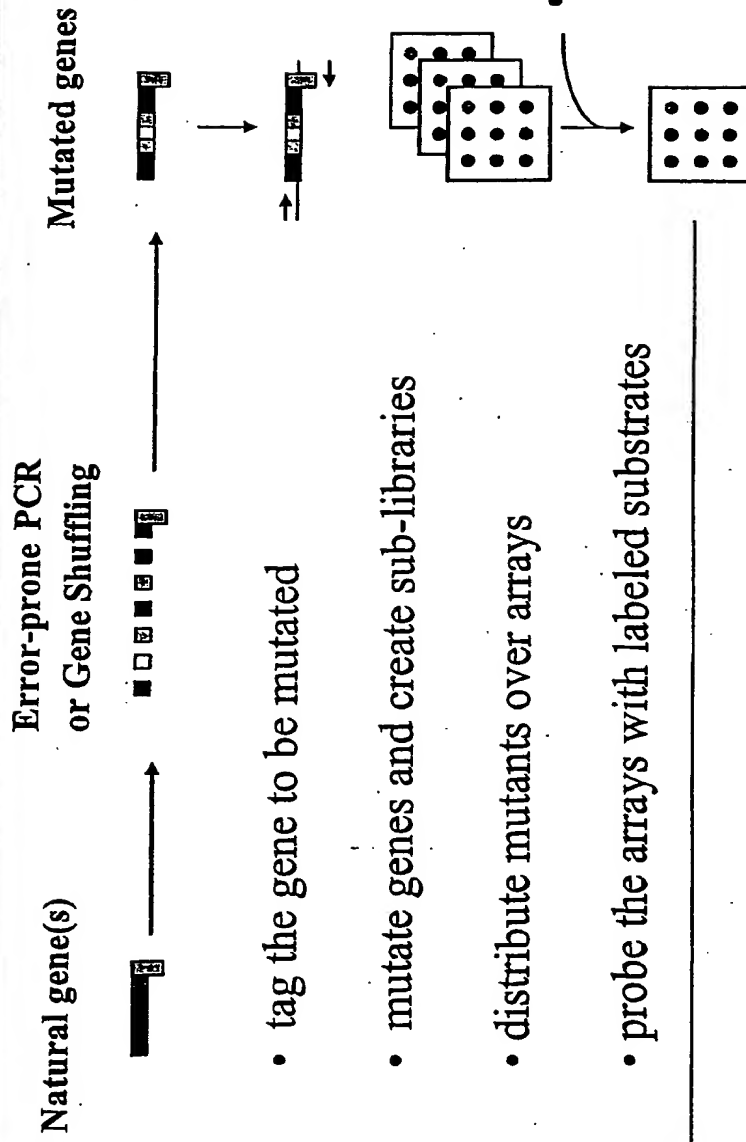 Natural gene(s)
Error-prone PCR
or Gene Shuffling
Mutated genes
• tag the gene to be mutated
• mutate genes and create sub-libraries
• distribute mutants over arrays
• probe the arrays with labeled substrates